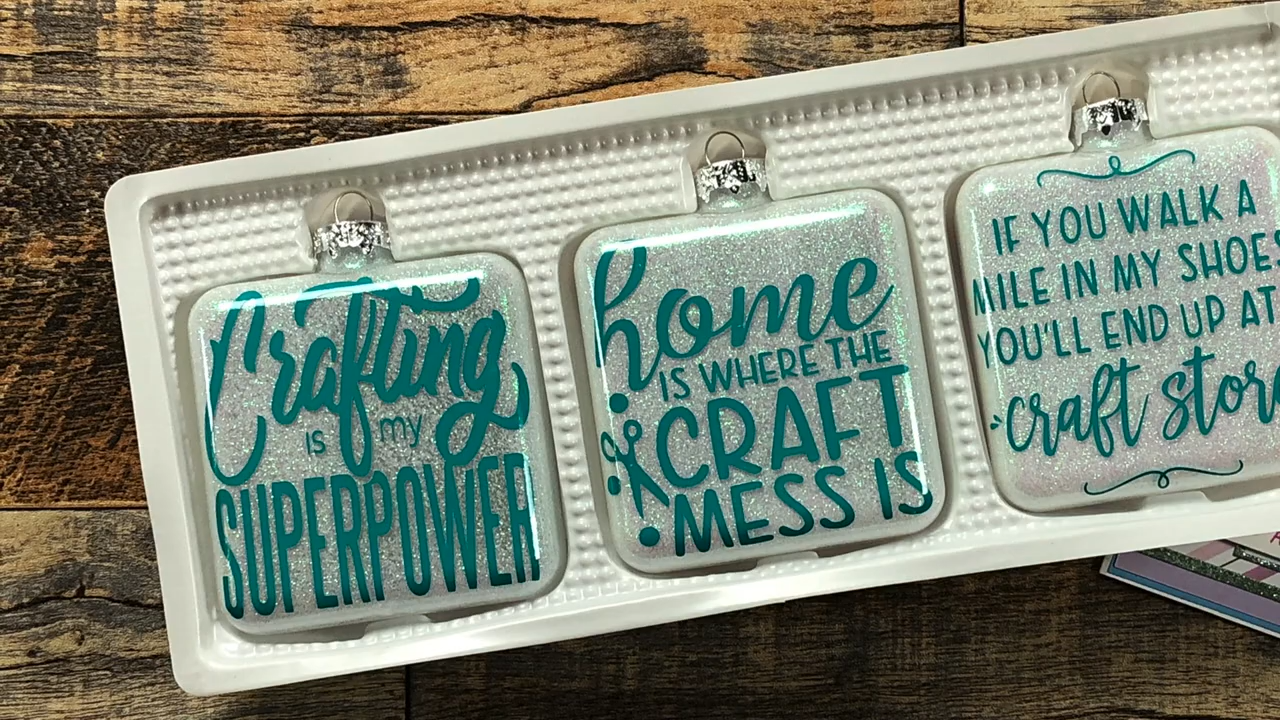 Crafting
IS my
SUPERPOWER
home
IS WHERE THE
CRAFT
MESS IS
IF YOU WALK A
MILE IN MY SHOES
YOU'LL END UP AT
craft store